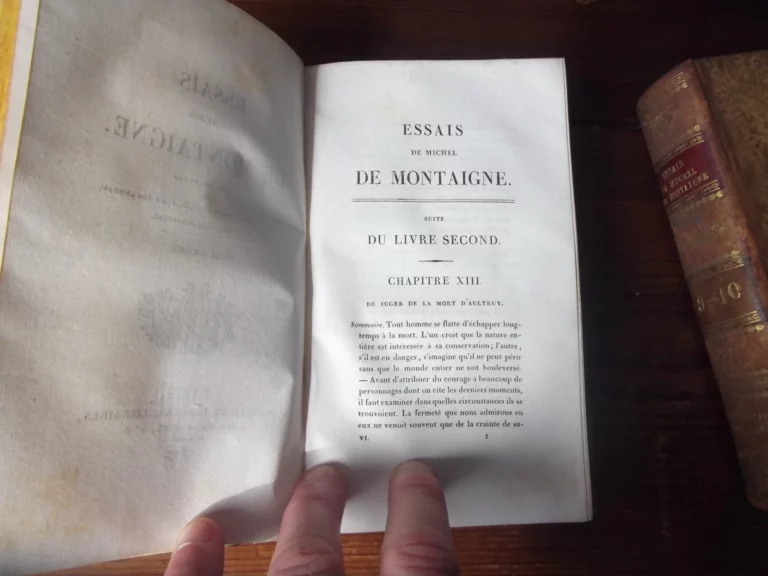 ESSAIS
DE MICHEL
DE MONTAIGNE.
SUITE
DU LIVRE SECOND.
CHAPITRE XIII.
DE IUGER DE LA MORT D'AULTRUY.
Sommaire. Tout homme se flatte d'échapper long-
temps à la mort. L'un croit que la nature en-
tière est intéressée à sa conservation; l'autre,
s'il est en danger, s'imagine qu'il ne peut périr
sans que le monde entier ne soit bouleversé.
— Avant d'attribuer du courage à beaucoup de
personnages dont on cite les derniers moments,
il faut examiner dans quelles circonstances ils se
trouvoient. La fermeté que nous admirons en
eux ne venoit souvent que de la crainte de su-
VI. 1
ESSAIS
DE MICHEL
DE MONTAIGNE
9-10